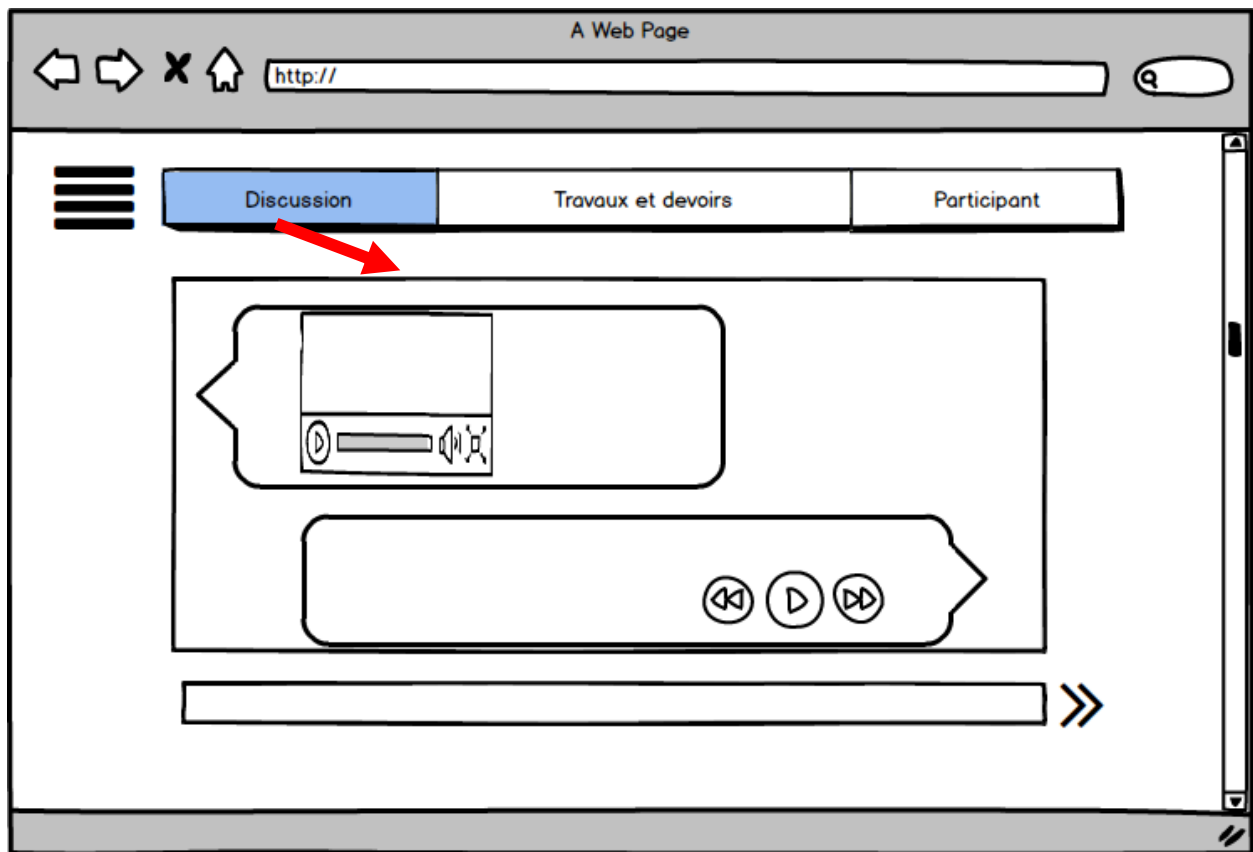 A Web Page
http://
Discussion
Travaux et devoirs
Participant